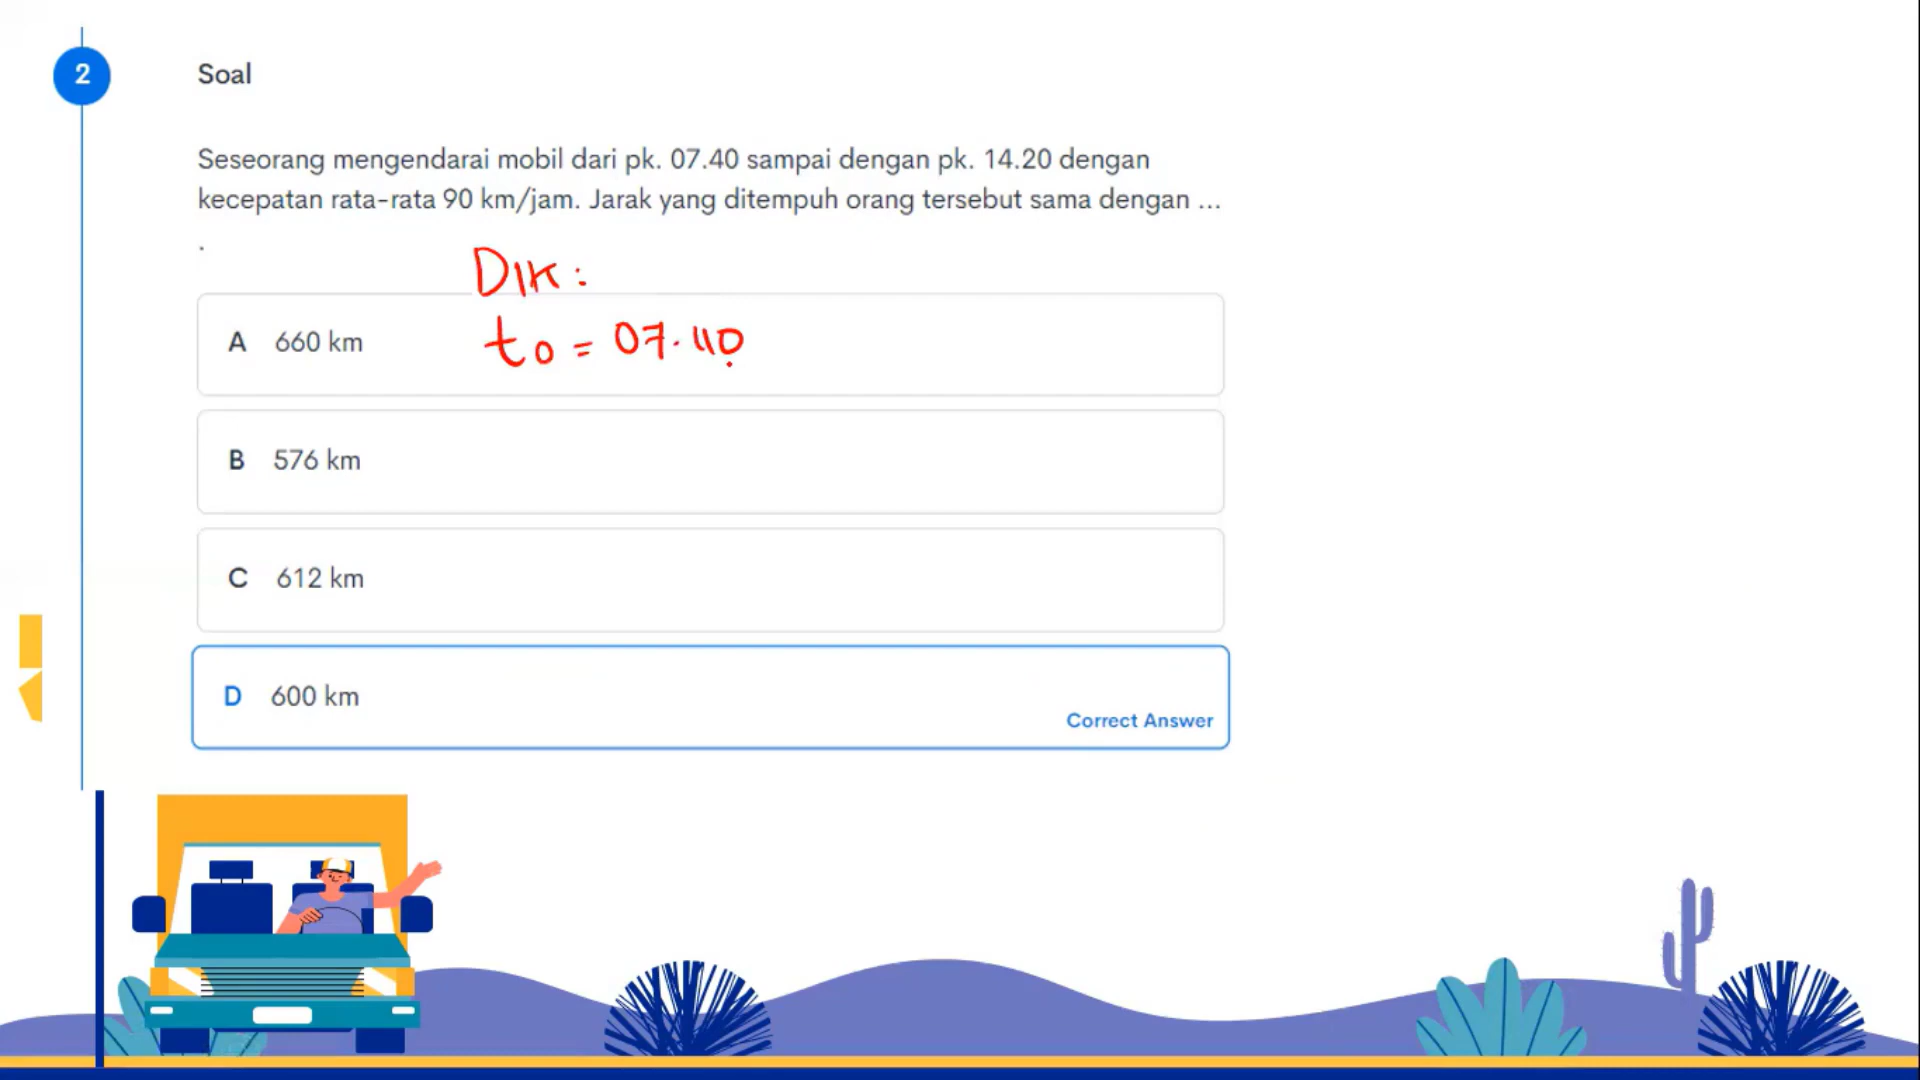 2
Soal
Seseorang mengendarai mobil dari pk. 07.40 sampai dengan pk. 14.20 dengan
kecepatan rata-rata 90 km/jam. Jarak yang ditempuh orang tersebut sama dengan ...
.
DIK :
A 660 km
to = 07.40
B 576 km
C 612 km
D 600 km
Correct Answer